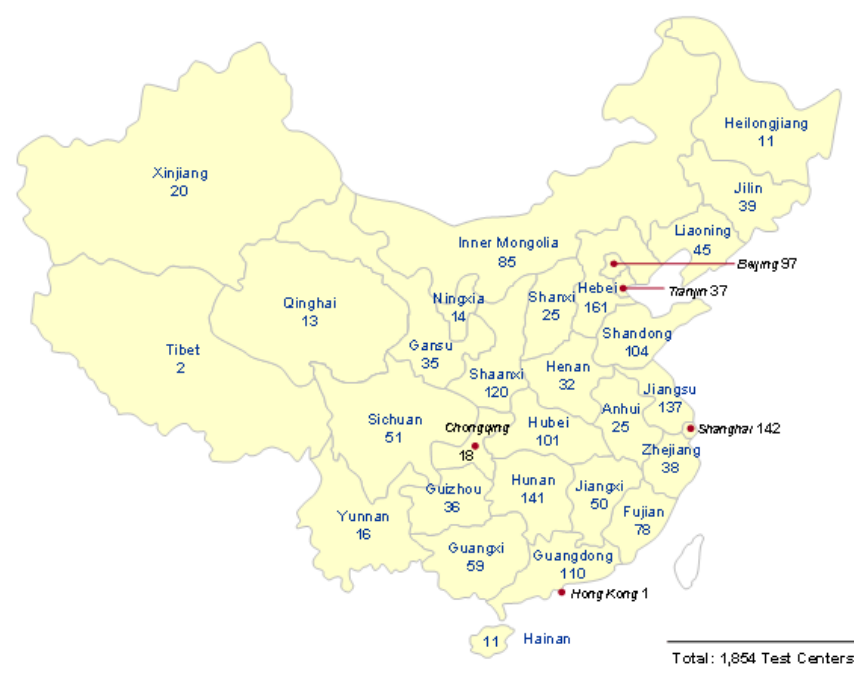 Heilongjiang
11
Xinjiang
20
Jilin
39
Liaoning
45
Inner Mongolia
85
Beijing 97
Hebei
161
Tianjin 37
Qinghai
13
Ningxia
14
Shanxi
25
Shandong
104
Tibet
2
Gansu
35
Shaanxi
120
Henan
32
Jiangsu
137
Anhui
25
Sichuan
51
Chongqing
18
Hubei
101
Shanghai 142
Zhejiang
38
Guizhou
36
Hunan
141
Jiangxi
50
Yunnan
16
Fujian
78
Guangxi
59
Guangdong
110
Hong Kong 1
11 Hainan
Total: 1,854 Test Centers